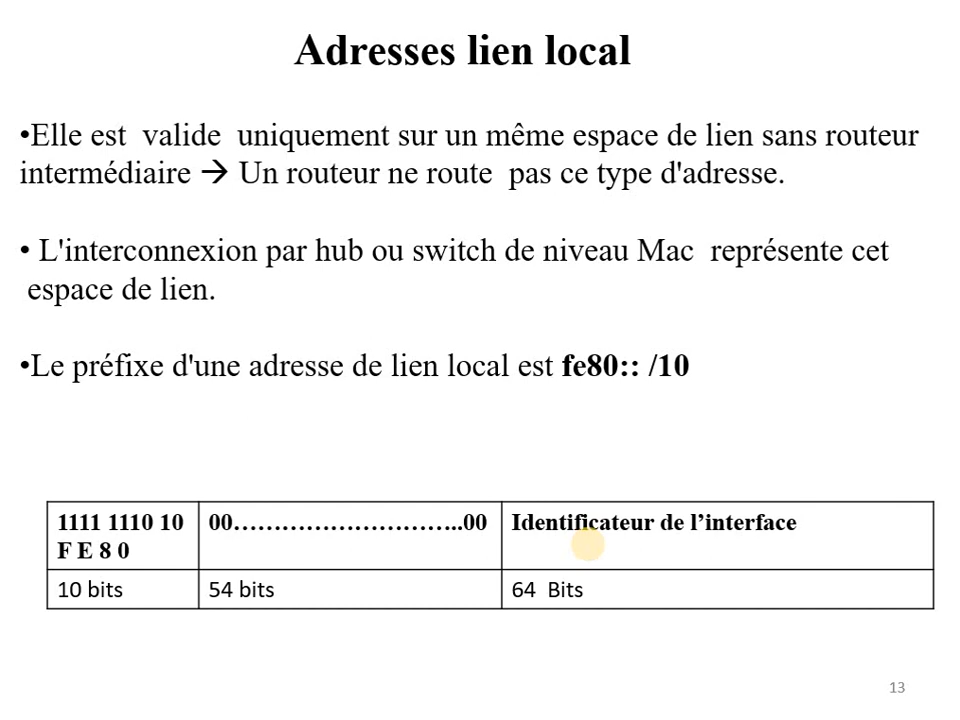 Adresses lien local
•Elle est valide uniquement sur un même espace de lien sans routeur
intermédiaire → Un routeur ne route pas ce type d'adresse.
• L'interconnexion par hub ou switch de niveau Mac représente cet
espace de lien.
•Le préfixe d'une adresse de lien local est fe80:: /10
1111 1110 10 00………………………..00 Identificateur de l’interface
F E 8 0
10 bits 54 bits 64 Bits
13